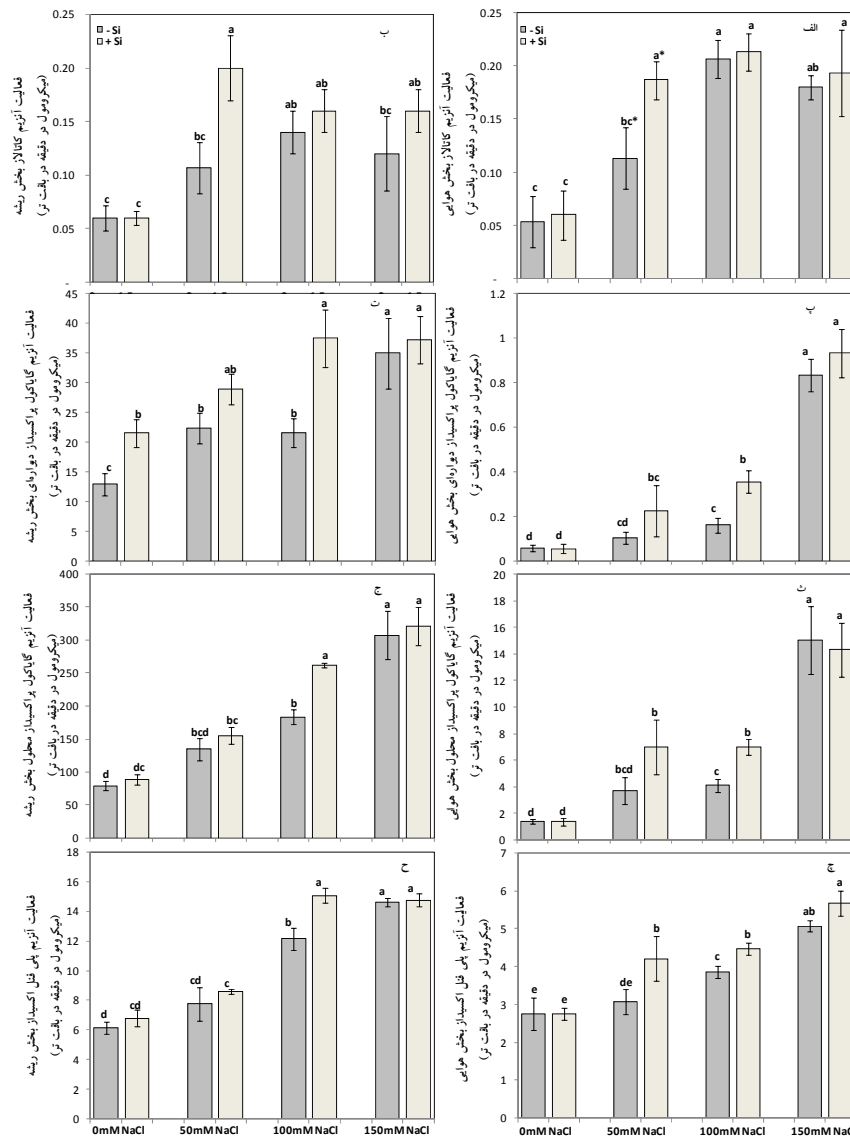 - Si
+ Si
ب
0.25
0.20
0.15
0.10
0.05
-
فعالیت آنزیم کاتالاز بخش ریشه
(میکرومول در دقیقه در بافت تر)
c c bc a ab ab bc ab
الف
0.25
0.20
0.15
0.10
0.05
-
فعالیت آنزیم کاتالاز بخش هوایی
(میکرومول در دقیقه در بافت تر)
c c bc* a* a a ab a
ت
45
40
35
30
25
20
15
10
5
0
فعالیت آنزیم گایاکول پراکسیداز دیواره‌ای بخش ریشه
(میکرومول در دقیقه در بافت تر)
c b b ab b a a a
پ
1.2
1
0.8
0.6
0.4
0.2
0
فعالیت آنزیم گایاکول پراکسیداز دیواره‌ای بخش هوایی
(میکرومول در دقیقه در بافت تر)
d d cd bc c b a a
ج
400
350
300
250
200
150
100
50
0
فعالیت آنزیم گایاکول پراکسیداز محلول بخش ریشه
(میکرومول در دقیقه در بافت تر)
d dc bcd bc b a a a
ث
20
18
16
14
12
10
8
6
4
2
0
فعالیت آنزیم گایاکول پراکسیداز محلول بخش هوایی
(میکرومول در دقیقه در بافت تر)
d d bcd b c b a a
ح
18
16
14
12
10
8
6
4
2
0
فعالیت آنزیم پلی فنل اکسیداز بخش ریشه
(میکرومول در دقیقه در بافت تر)
d cd cd c b a a a
0mM NaCl 50mM NaCl 100mM NaCl 150mM NaCl
چ
7
6
5
4
3
2
1
0
فعالیت آنزیم پلی فنل اکسیداز بخش هوایی
(میکرومول در دقیقه در بافت تر)
e e de b c b ab a
0mM NaCl 50mM NaCl 100mM NaCl 150mM NaCl